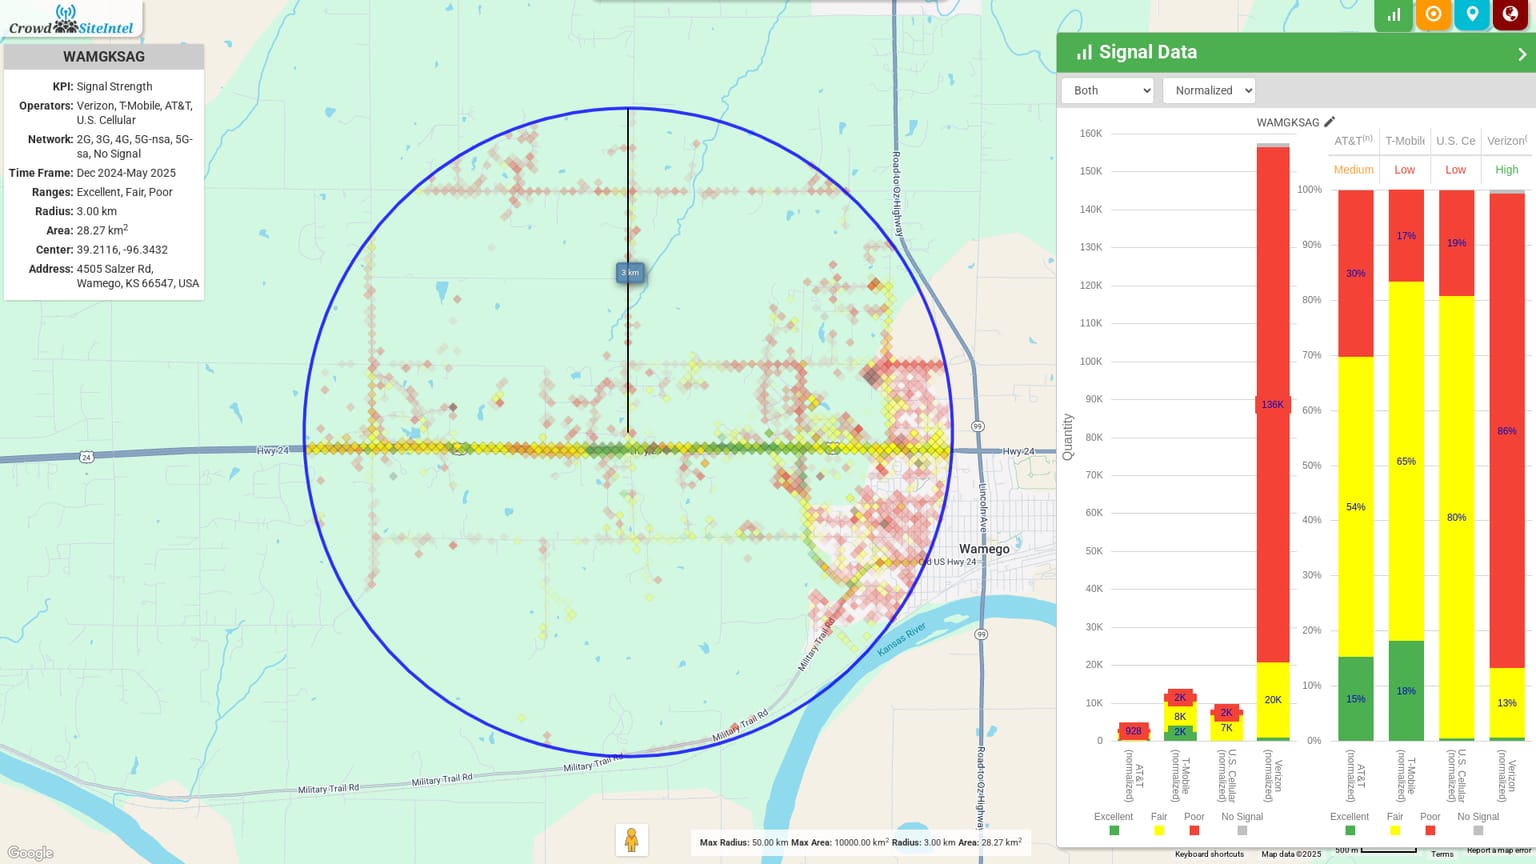 Crowd SiteIntel
WAMGKSAG
KPI: Signal Strength
Operators: Verizon, T-Mobile, AT&T,
U.S. Cellular
Network: 2G, 3G, 4G, 5G-nsa, 5G-
sa, No Signal
Time Frame: Dec 2024-May 2025
Ranges: Excellent, Fair, Poor
Radius: 3.00 km
Area: 28.27 km²
Center: 39.2116, -96.3432
Address: 4505 Salzer Rd,
Wamego, KS 66547, USA
3 km
Road to Oz Highway
24
Hwy 24
Hwy 24
99
Lincoln Ave
Wamego
Old US Hwy 24
99
Kansas River
Military Trail Rd
Military Trail Rd
Military Trail Rd
Military Trail Rd
Military Trail Rd
Road to Oz Highway
Google
Max Radius: 50.00 km Max Area: 10000.00 km² Radius: 3.00 km Area: 28.27 km²
Signal Data
Both
Normalized
WAMGKSAG
160K
150K
140K
130K
120K
110K
100K
90K
80K
70K
60K
50K
40K
30K
20K
10K
0
Quantity
928
2K
8K
2K
2K
7K
136K
20K
AT&T (normalized)
T-Mobile (normalized)
U.S. Cellular (normalized)
Verizon (normalized)
Excellent Fair Poor No Signal
AT&T(n) T-Mobile U.S. Ce Verizon(
Medium Low Low High
100%
90%
80%
70%
60%
50%
40%
30%
20%
10%
0%
30%
54%
15%
17%
65%
18%
19%
80%
86%
13%
AT&T (normalized)
T-Mobile (normalized)
U.S. Cellular (normalized)
Verizon (normalized)
Excellent Fair Poor No Signal
500 m
Keyboard shortcuts Map data ©2025 Terms Report a map error